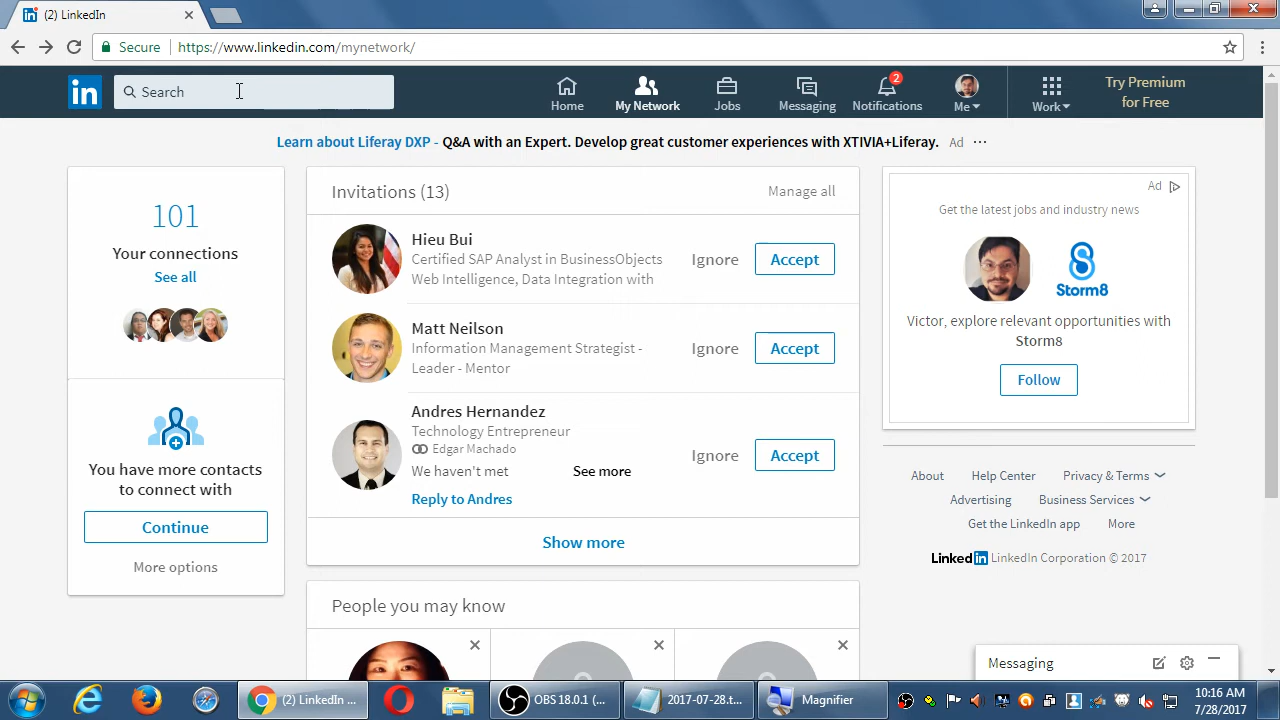 (2) LinkedIn
Secure
https://www.linkedin.com/mynetwork/
in
Search
Home
My Network
Jobs
Messaging
2
Notifications
Me
Work
Try Premium
for Free
Learn about Liferay DXP - Q&A with an Expert. Develop great customer experiences with XTIVIA+Liferay. Ad
101
Your connections
See all
You have more contacts
to connect with
Continue
More options
Invitations (13)
Manage all
Hieu Bui
Certified SAP Analyst in BusinessObjects
Web Intelligence, Data Integration with
Ignore
Accept
Matt Neilson
Information Management Strategist -
Leader - Mentor
Ignore
Accept
Andres Hernandez
Technology Entrepreneur
Edgar Machado
We haven't met
See more
Reply to Andres
Ignore
Accept
Show more
People you may know
Ad
Get the latest jobs and industry news
Storm8
Victor, explore relevant opportunities with
Storm8
Follow
About
Help Center
Privacy & Terms
Advertising
Business Services
Get the LinkedIn app
More
Linkedin LinkedIn Corporation © 2017
Messaging
(2) LinkedIn ...
OBS 18.0.1 (...
2017-07-28.t...
Magnifier
10:16 AM
7/28/2017